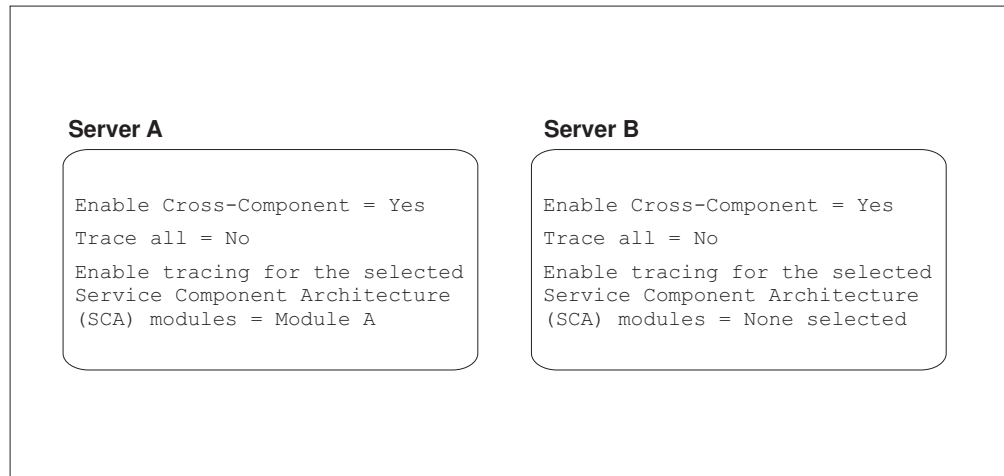 Server A
Enable Cross-Component = Yes
Trace all = No
Enable tracing for the selected
Service Component Architecture
(SCA) modules = Module A
Server B
Enable Cross-Component = Yes
Trace all = No
Enable tracing for the selected
Service Component Architecture
(SCA) modules = None selected